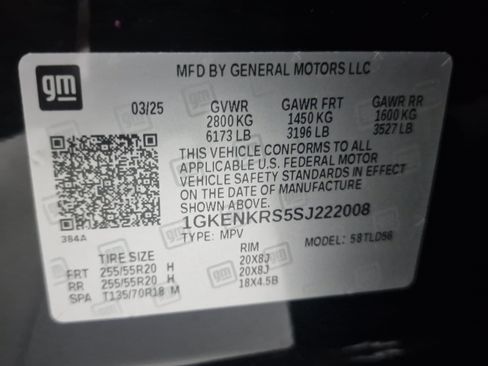 gm
MFD BY GENERAL MOTORS LLC
03/25 GVWR GAWR FRT GAWR RR
2800 KG 1450 KG 1600 KG
6173 LB 3196 LB 3527 LB
THIS VEHICLE CONFORMS TO ALL
APPLICABLE U.S. FEDERAL MOTOR
VEHICLE SAFETY STANDARDS IN EFFECT
ON THE DATE OF MANUFACTURE
SHOWN ABOVE.
1GKENKRS5SJ222008
384A
TYPE: MPV MODEL: 58TLD56
TIRE SIZE RIM
FRT 255/55R20 H 20X8J
RR 255/55R20 H 20X8J
SPA T135/70R18 M 18X4.5B